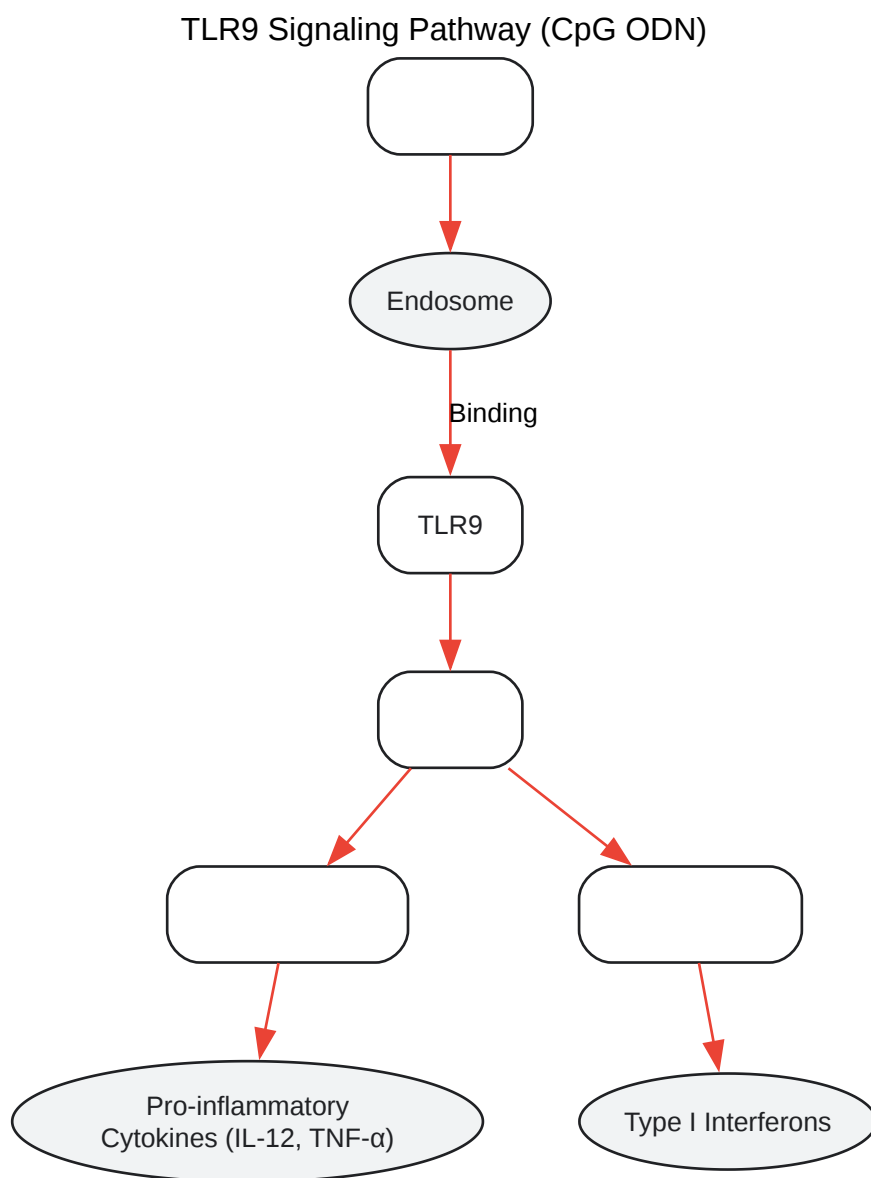 TLR9 Signaling Pathway (CpG ODN)
Endosome
Binding
TLR9
Pro-inflammatory
Cytokines (IL-12, TNF-α)
Type I Interferons